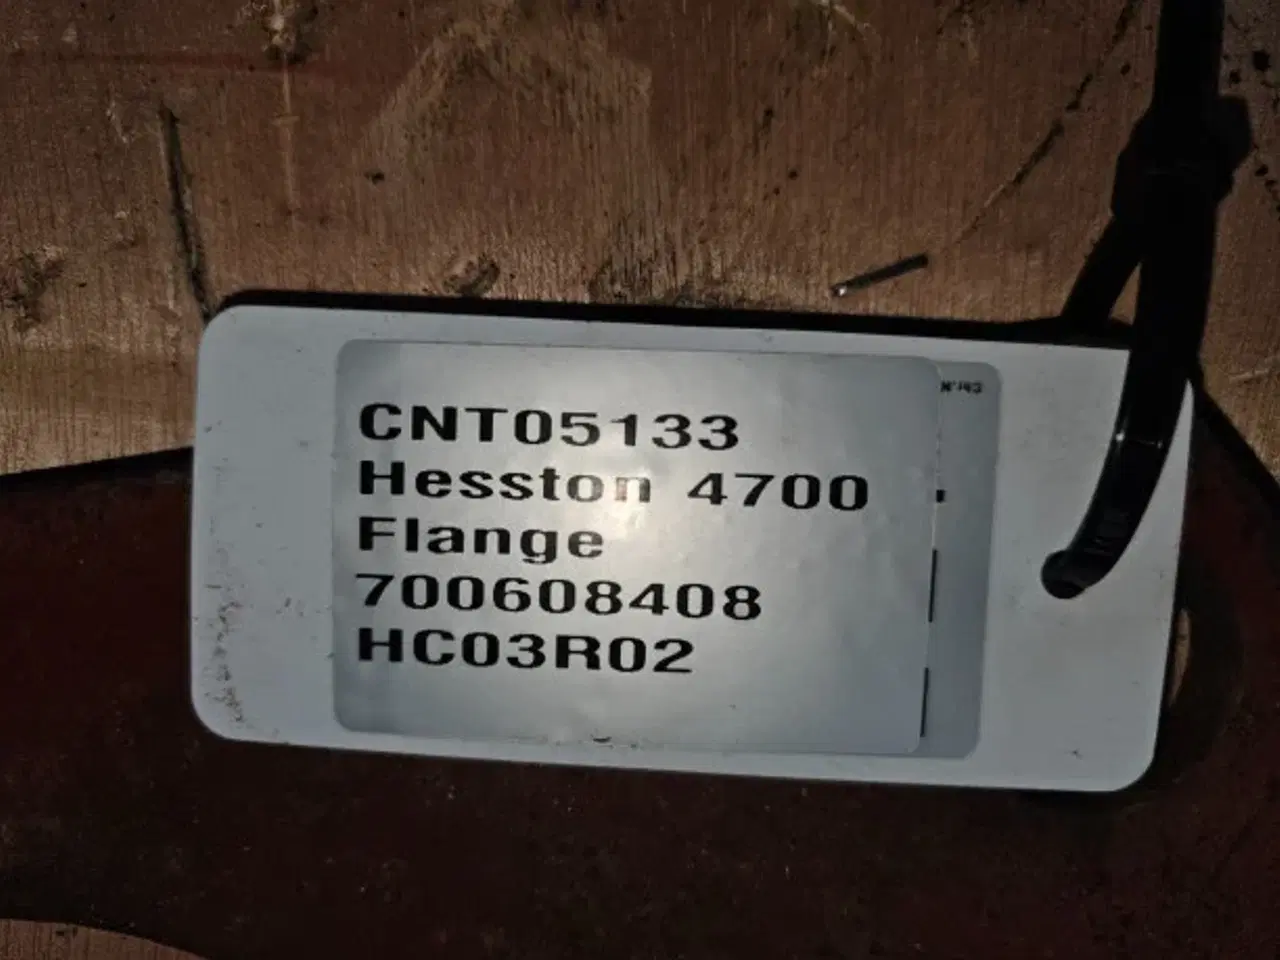 CNT05133
Hesston 4700
Flange
700608408
HC03R02